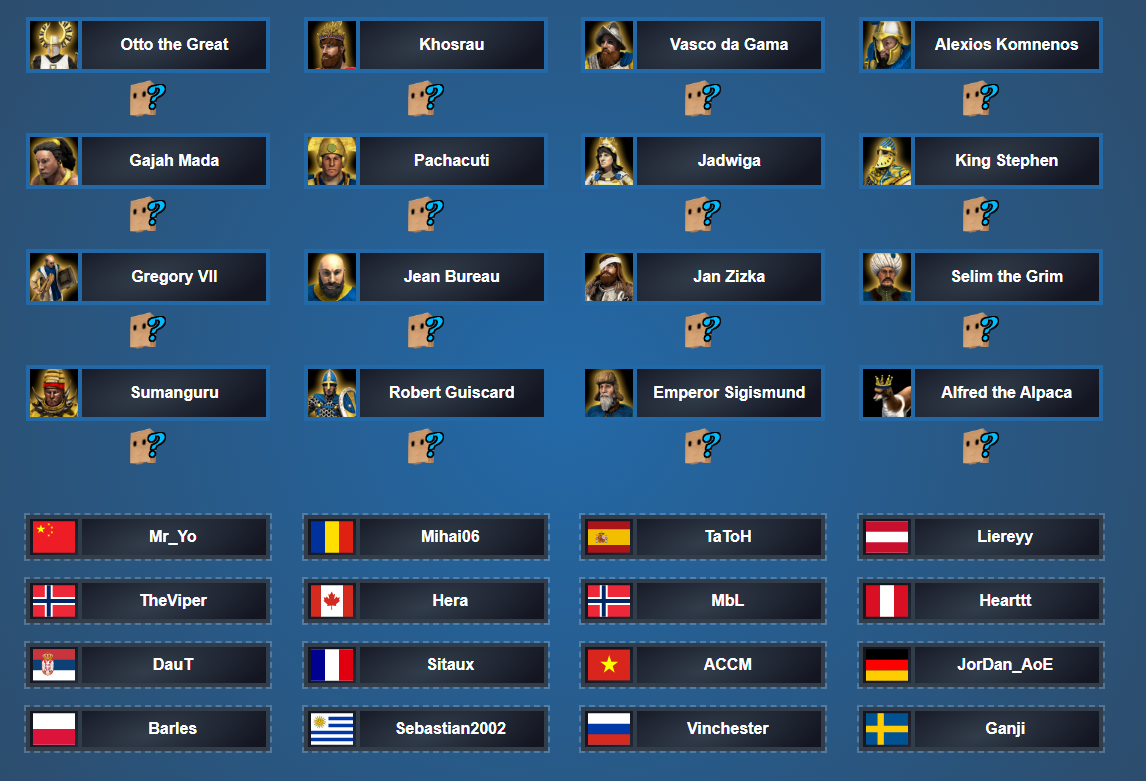 Otto the Great
Khosrau
Vasco da Gama
Alexios Komnenos
?
?
?
?
Gajah Mada
Pachacuti
Jadwiga
King Stephen
?
?
?
?
Gregory VII
Jean Bureau
Jan Zizka
Selim the Grim
?
?
?
?
Sumanguru
Robert Guiscard
Emperor Sigismund
Alfred the Alpaca
?
?
?
?
Mr_Yo
Mihai06
TaToH
Liereyy
TheViper
Hera
MbL
Hearttt
DauT
Sitaux
ACCM
JorDan_AoE
Barles
Sebastian2002
Vinchester
Ganji